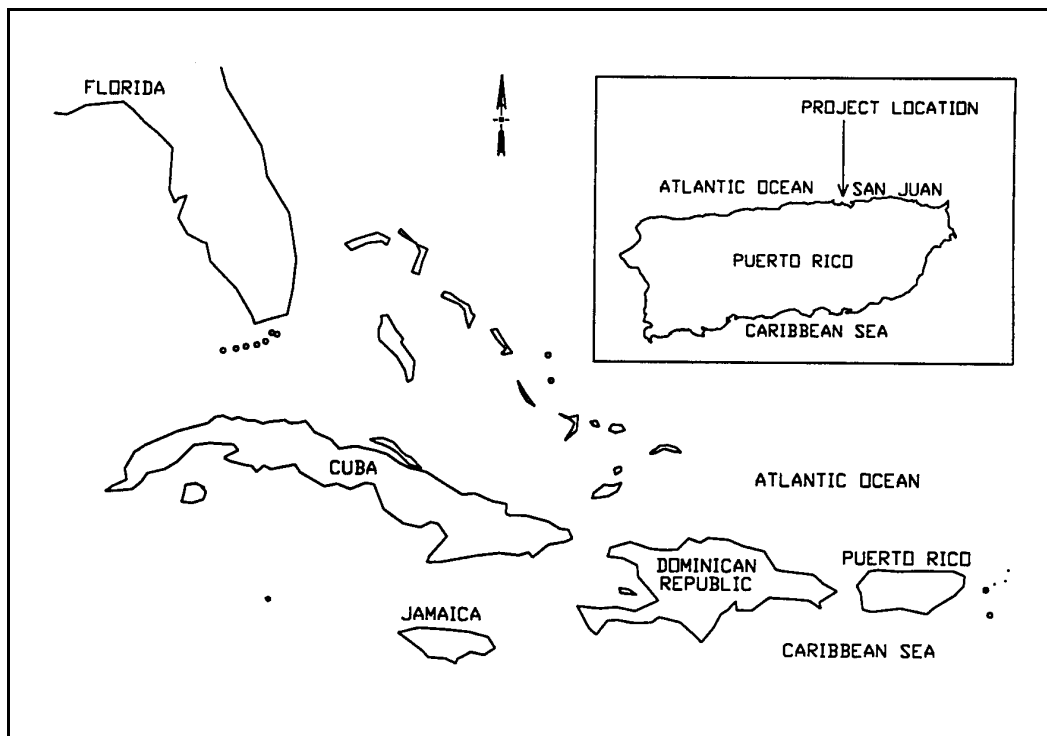 FLORIDA
PROJECT LOCATION
ATLANTIC OCEAN
SAN JUAN
PUERTO RICO
CARIBBEAN SEA
CUBA
ATLANTIC OCEAN
DOMINICAN
REPUBLIC
PUERTO RICO
JAMAICA
CARIBBEAN SEA